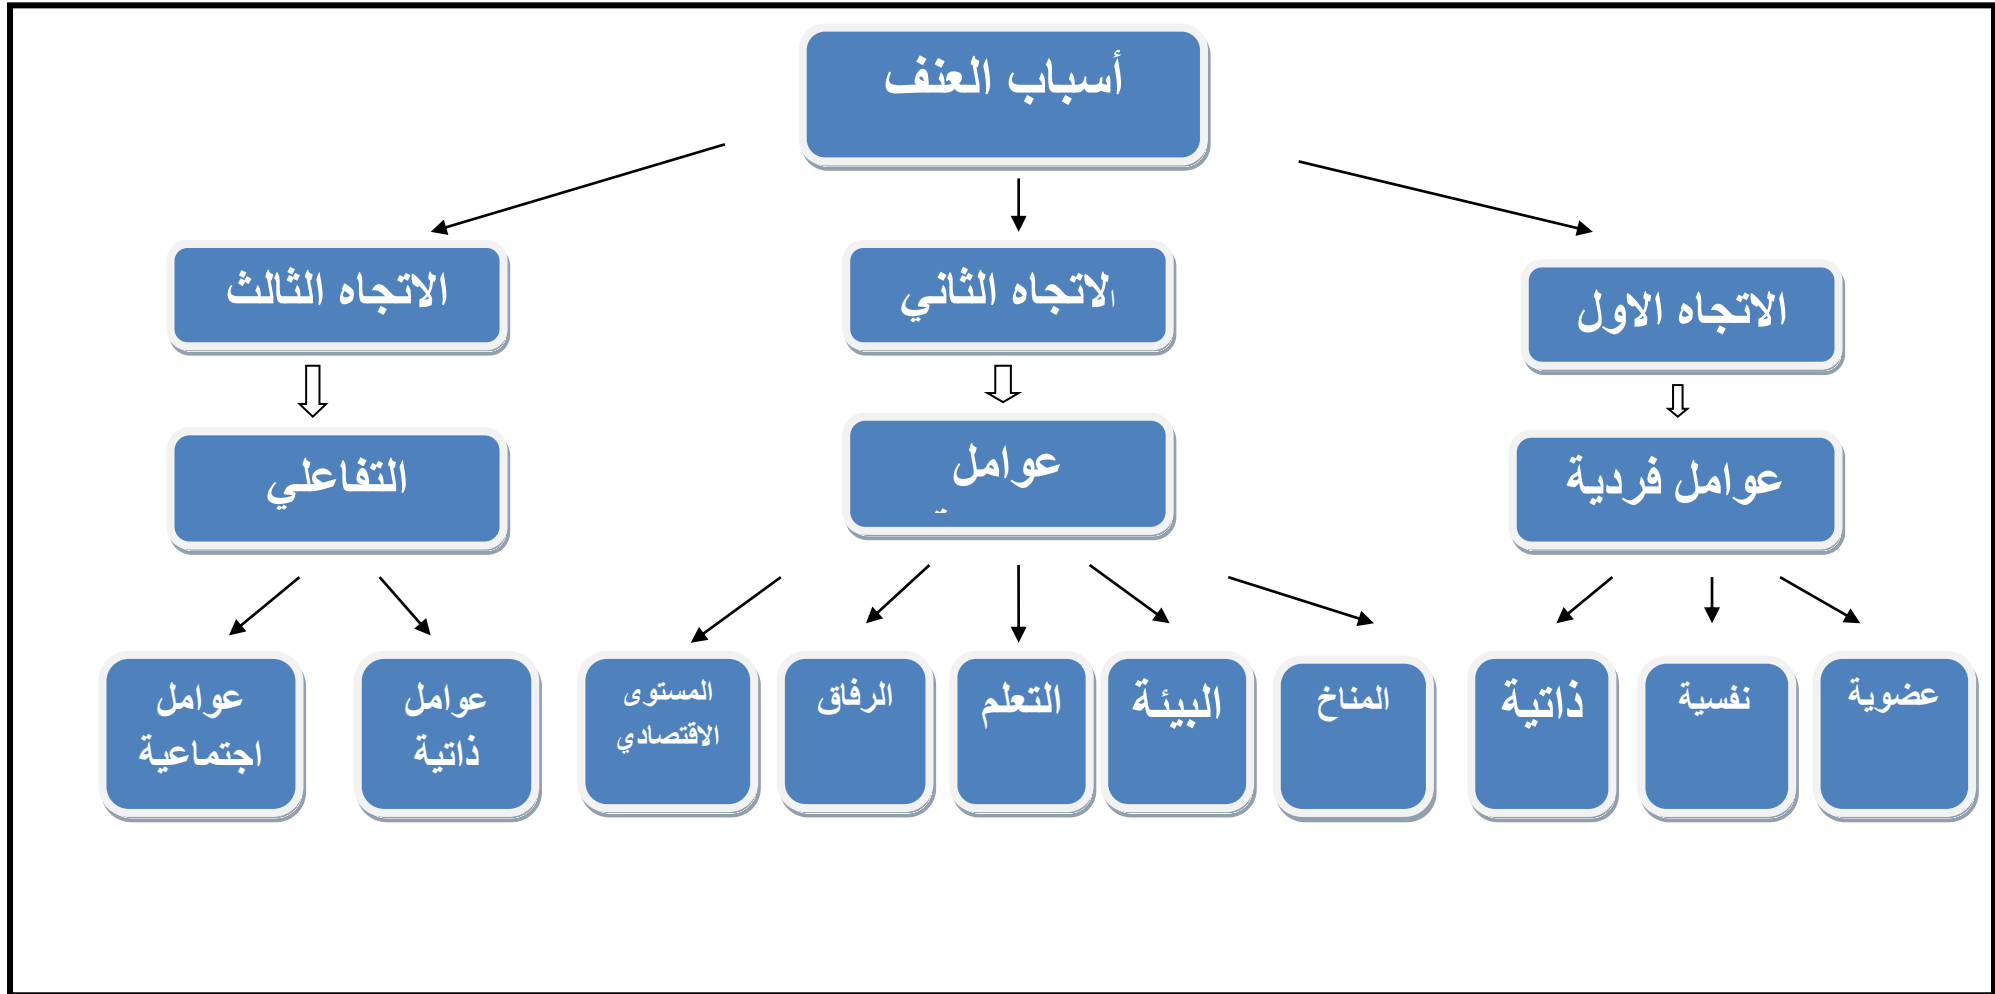 أسباب العنف
الاتجاه الاول
الاتجاه الثاني
الاتجاه الثالث
عوامل فردية
عوامل
التفاعلي
عضوية
نفسية
ذاتية
المناخ
البيئة
التعلم
الرفاق
المستوى
الاقتصادي
عوامل
ذاتية
عوامل
اجتماعية